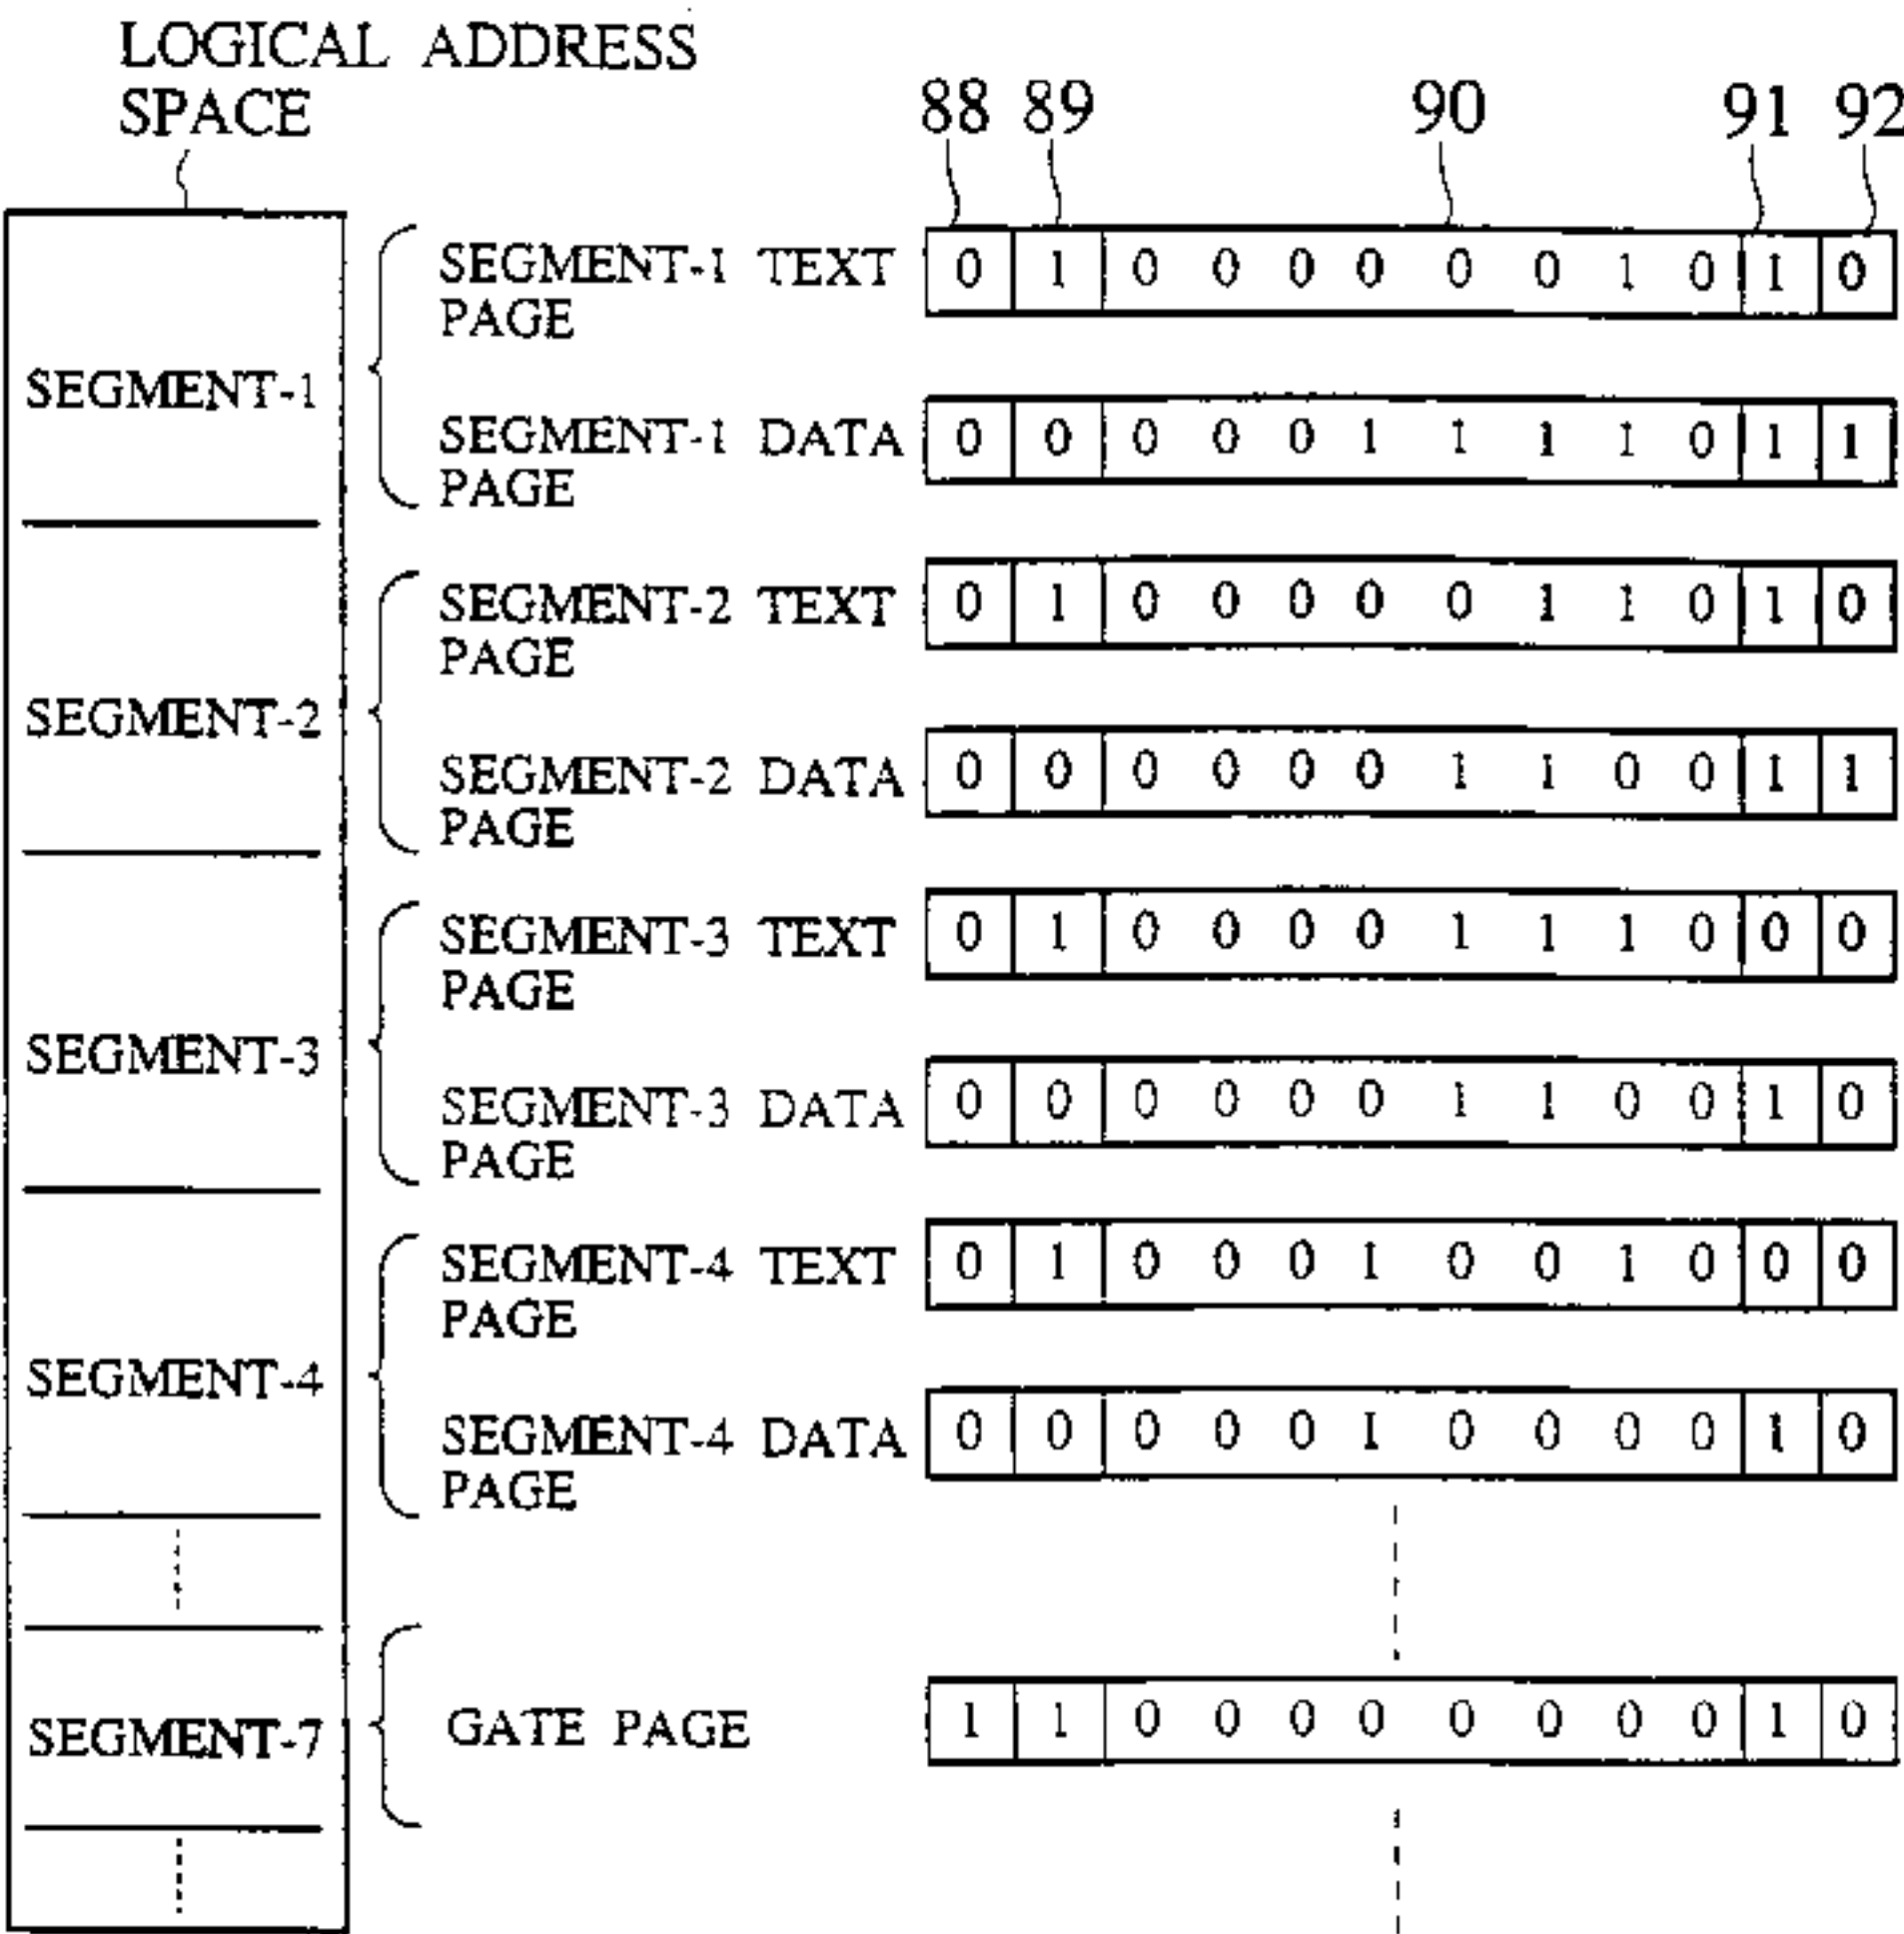 LOGICAL ADDRESS
SPACE
88 89 90 91 92
SEGMENT-1
SEGMENT-1 TEXT 0 1 0 0 0 0 0 0 1 0 1 0
PAGE
SEGMENT-1 DATA 0 0 0 0 0 1 1 1 1 0 1 1
PAGE
SEGMENT-2
SEGMENT-2 TEXT 0 1 0 0 0 0 0 1 1 0 1 0
PAGE
SEGMENT-2 DATA 0 0 0 0 0 0 1 1 0 0 1 1
PAGE
SEGMENT-3
SEGMENT-3 TEXT 0 1 0 0 0 0 1 1 1 0 0 0
PAGE
SEGMENT-3 DATA 0 0 0 0 0 0 1 1 0 0 1 0
PAGE
SEGMENT-4
SEGMENT-4 TEXT 0 1 0 0 0 1 0 0 1 0 0 0
PAGE
SEGMENT-4 DATA 0 0 0 0 0 1 0 0 0 0 1 0
PAGE
SEGMENT-7
GATE PAGE 1 1 0 0 0 0 0 0 0 0 1 0